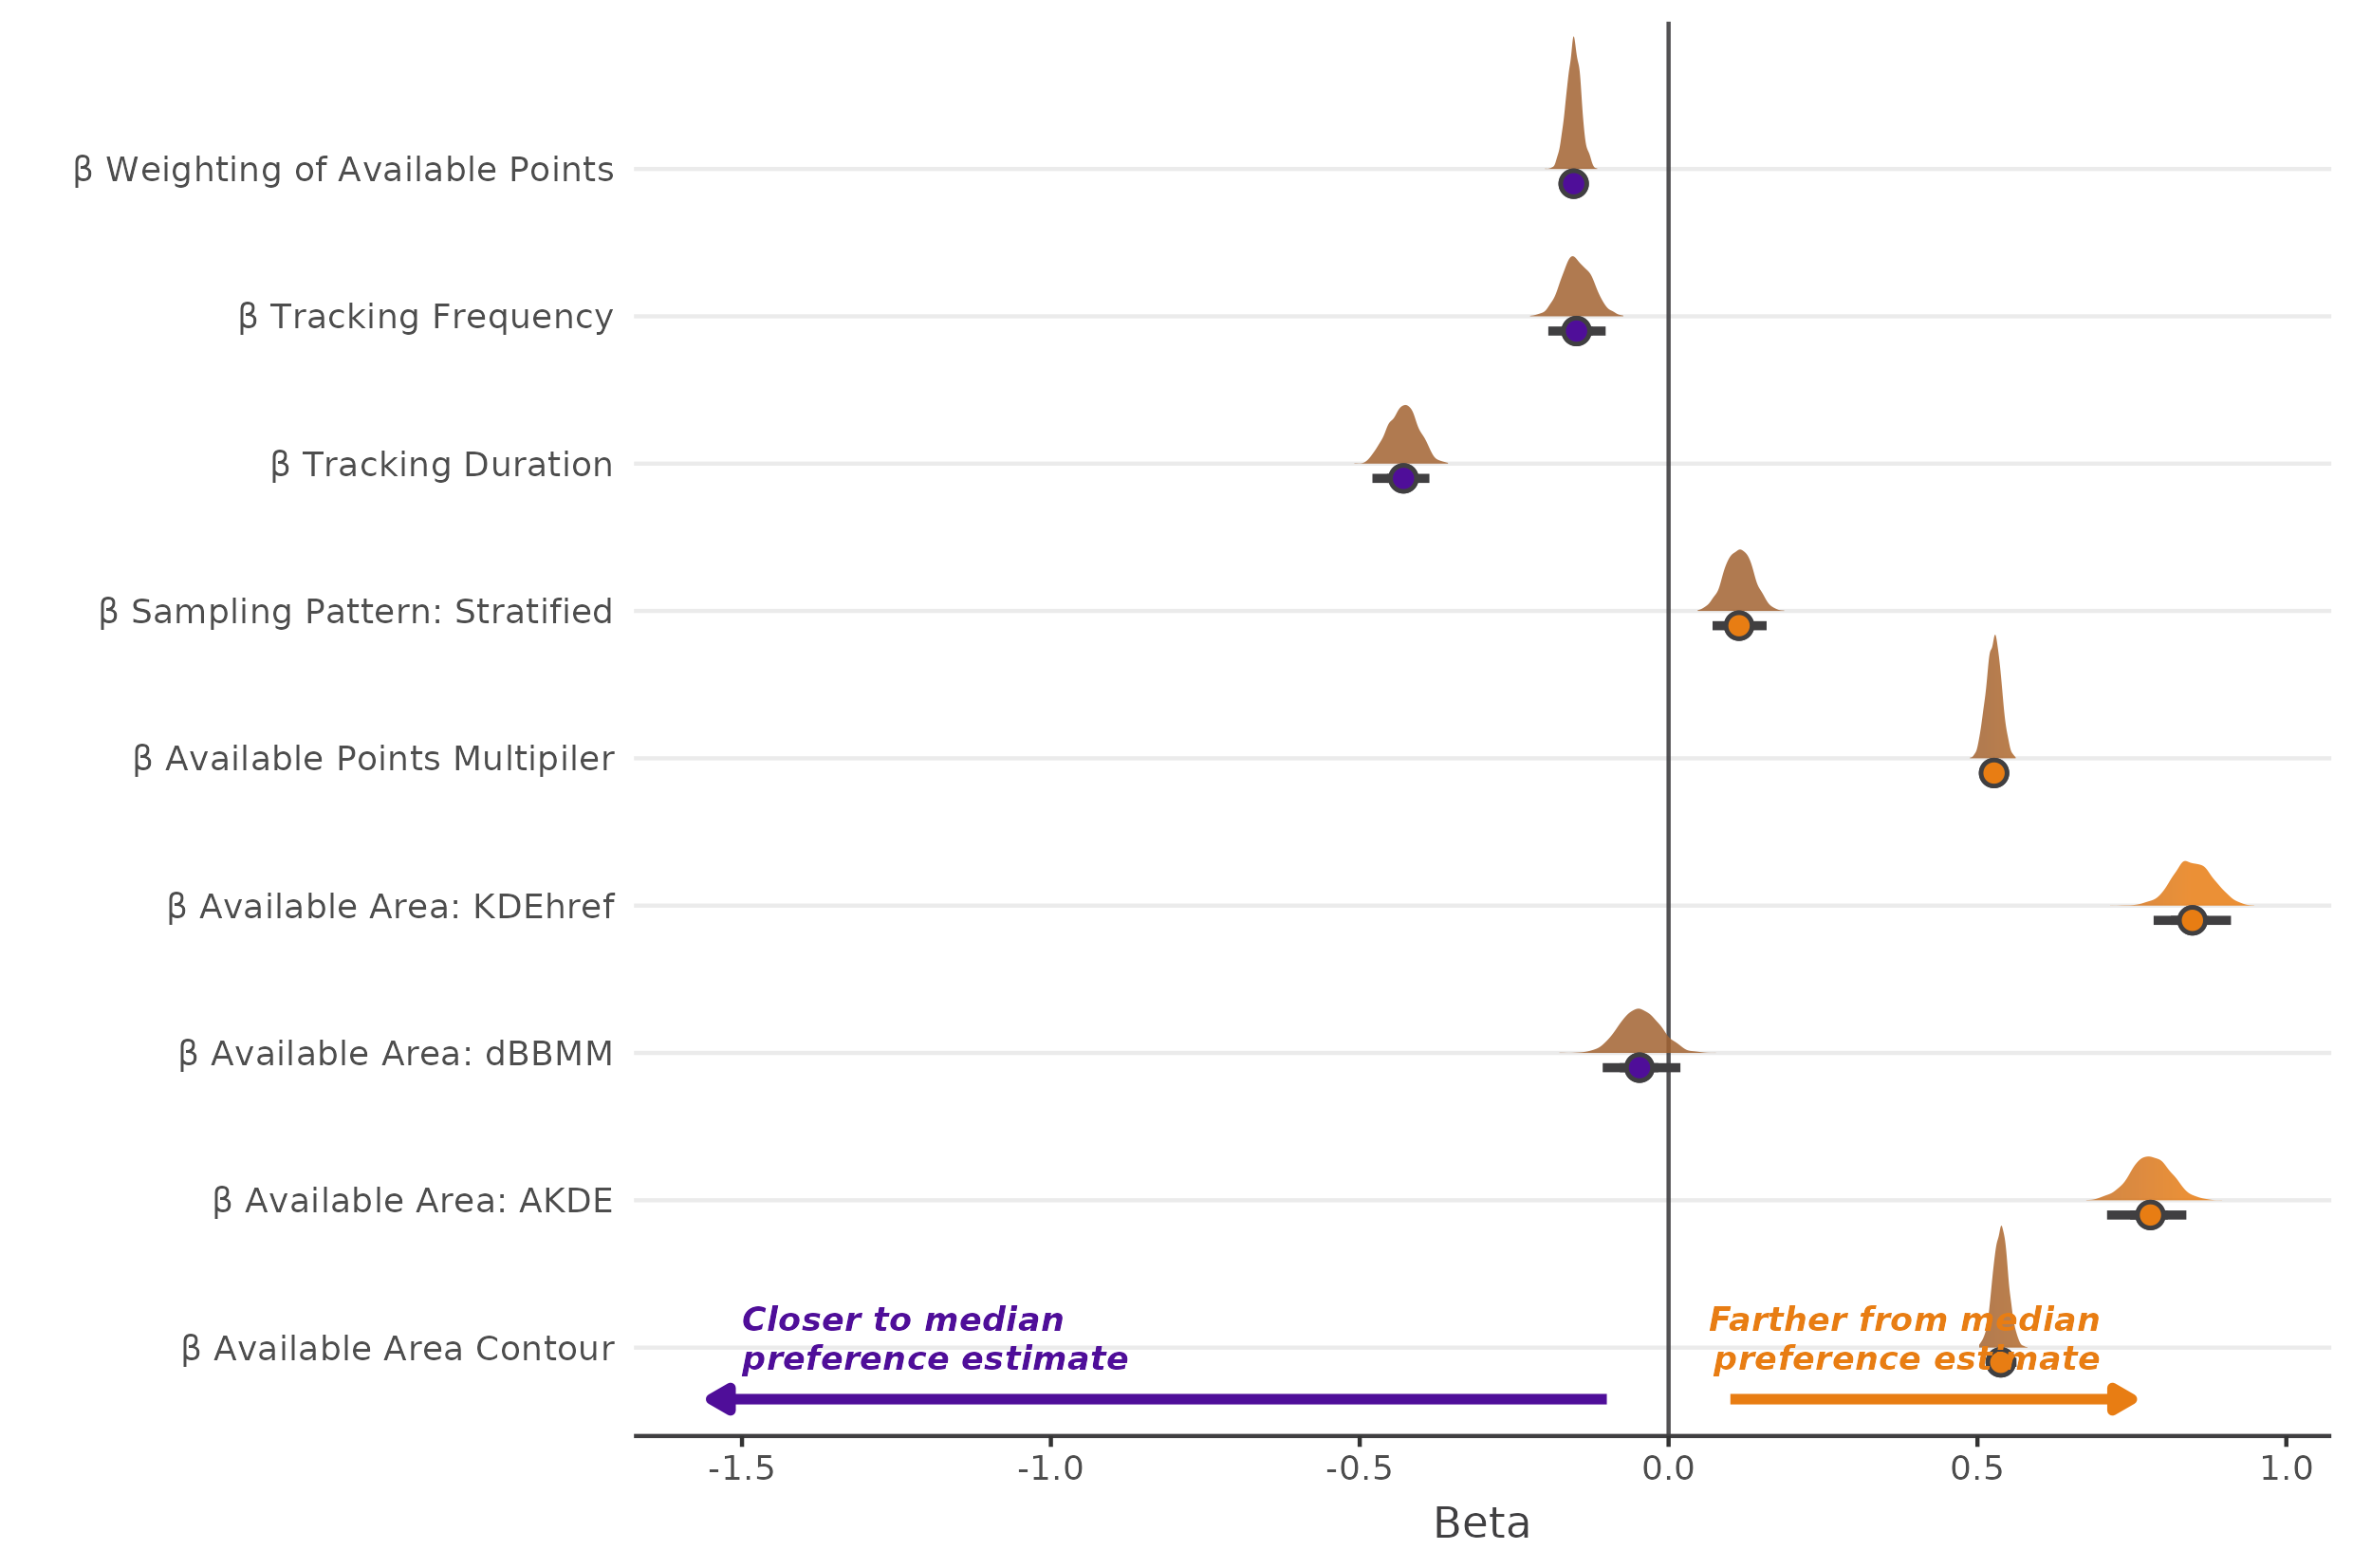 β Weighting of Available Points
β Tracking Frequency
β Tracking Duration
β Sampling Pattern: Stratified
β Available Points Multipiler
β Available Area: KDEhref
β Available Area: dBBMM
β Available Area: AKDE
β Available Area Contour
Closer to median
preference estimate
Farther from median
preference estimate
-1.5 -1.0 -0.5 0.0 0.5 1.0
Beta